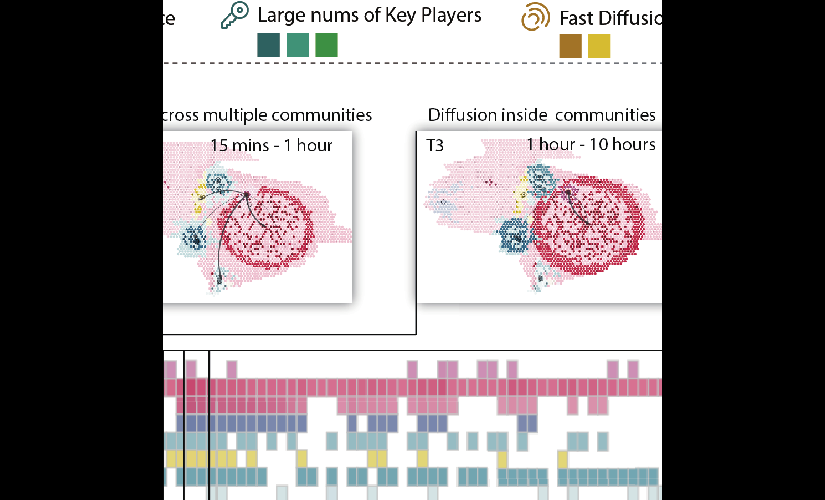 ce
Large nums of Key Players
Fast Diffusio
cross multiple communities
Diffusion inside communities
15 mins - 1 hour
T3
1 hour - 10 hours